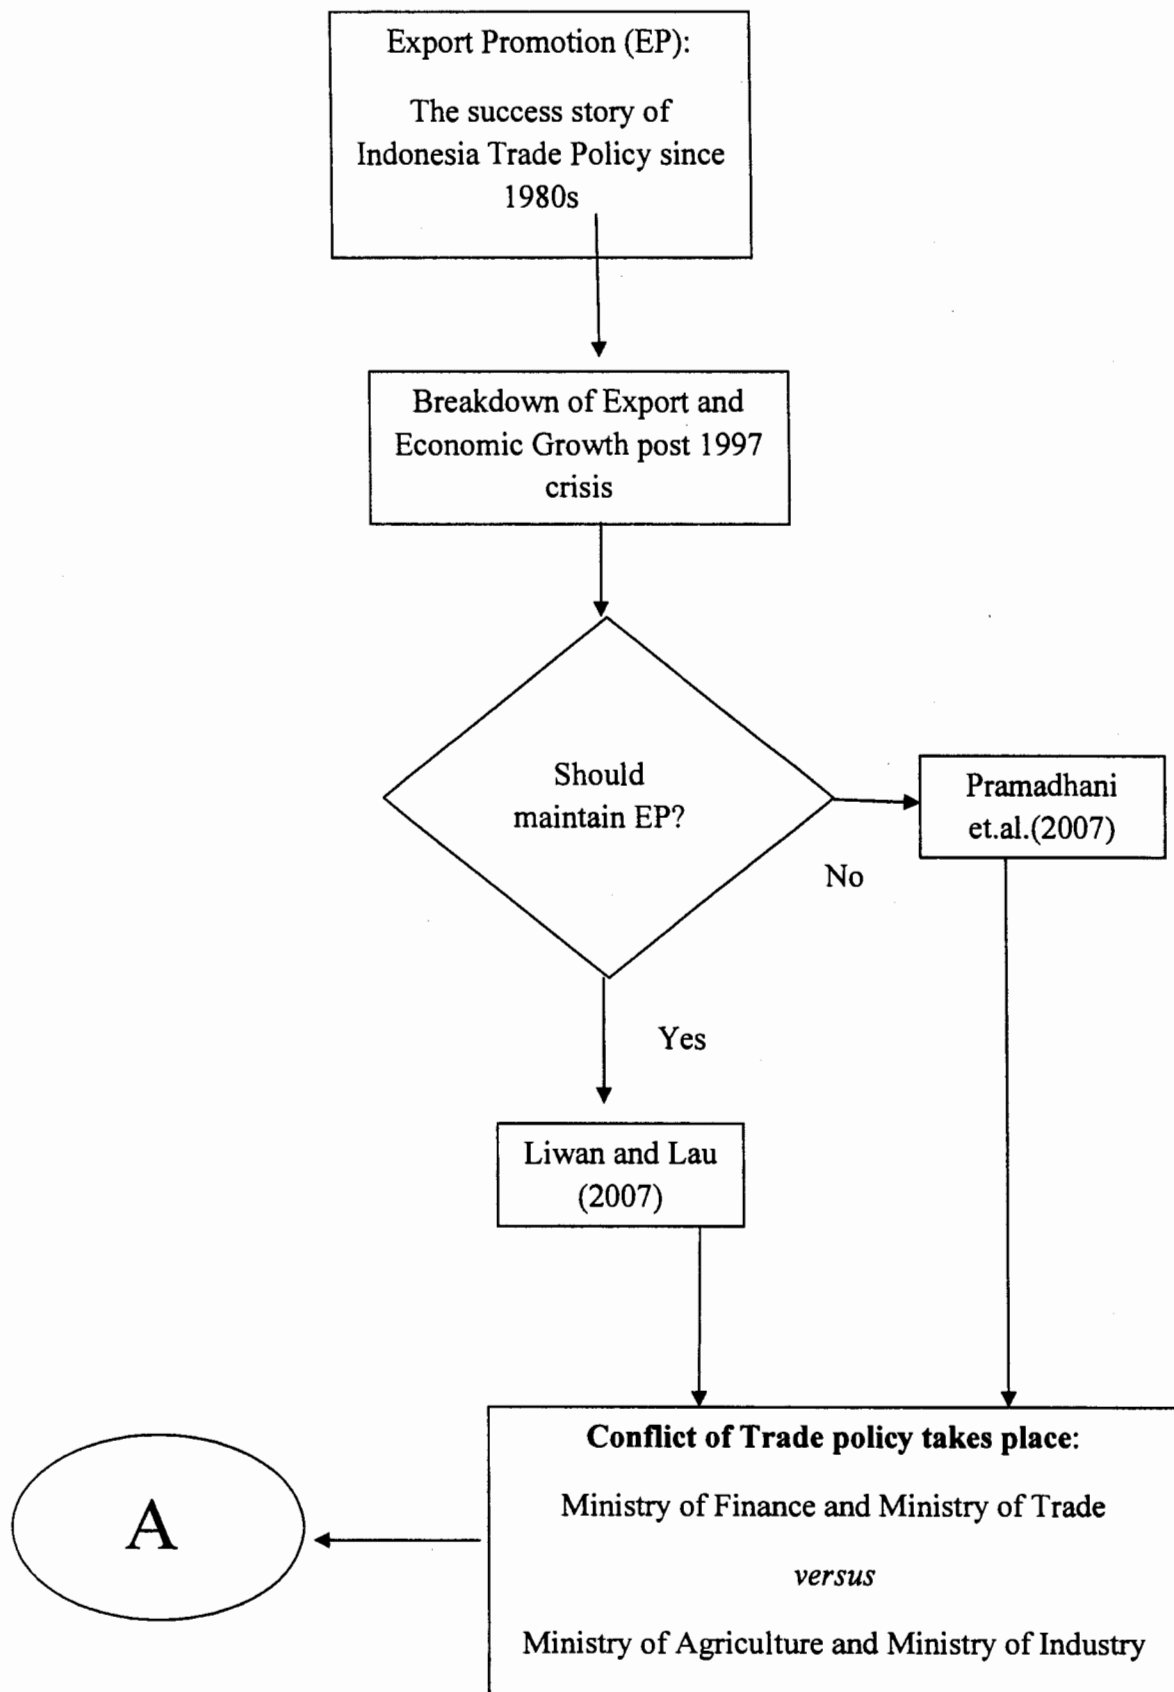 Export Promotion (EP):
The success story of
Indonesia Trade Policy since
1980s
Breakdown of Export and
Economic Growth post 1997
crisis
Should
maintain EP?
No
Pramadhani
et.al.(2007)
Yes
Liwan and Lau
(2007)
Conflict of Trade policy takes place:
Ministry of Finance and Ministry of Trade
versus
Ministry of Agriculture and Ministry of Industry
A